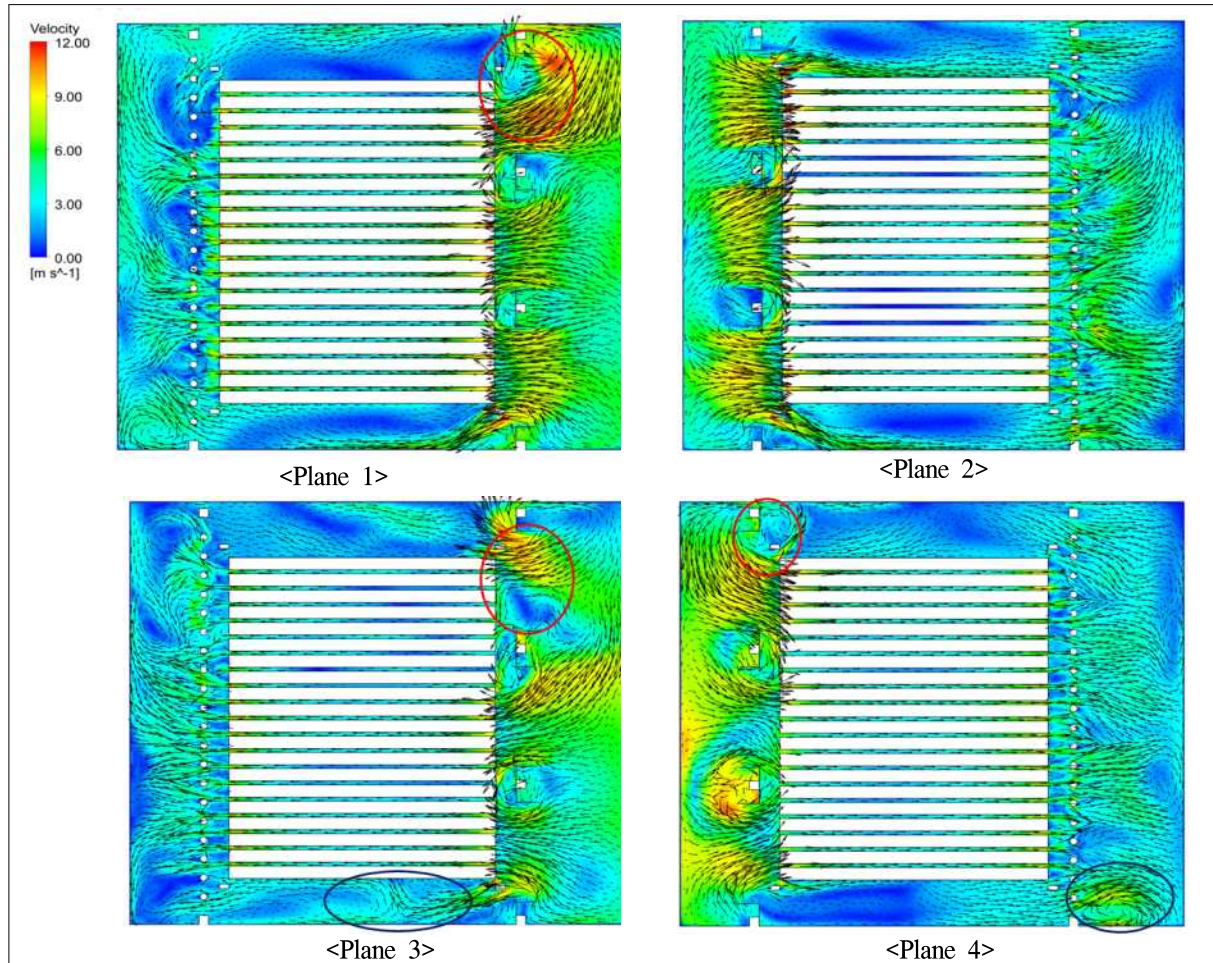 Velocity
12.00
9.00
6.00
3.00
0.00
[m s^-1]
<Plane 1>
<Plane 2>
<Plane 3>
<Plane 4>